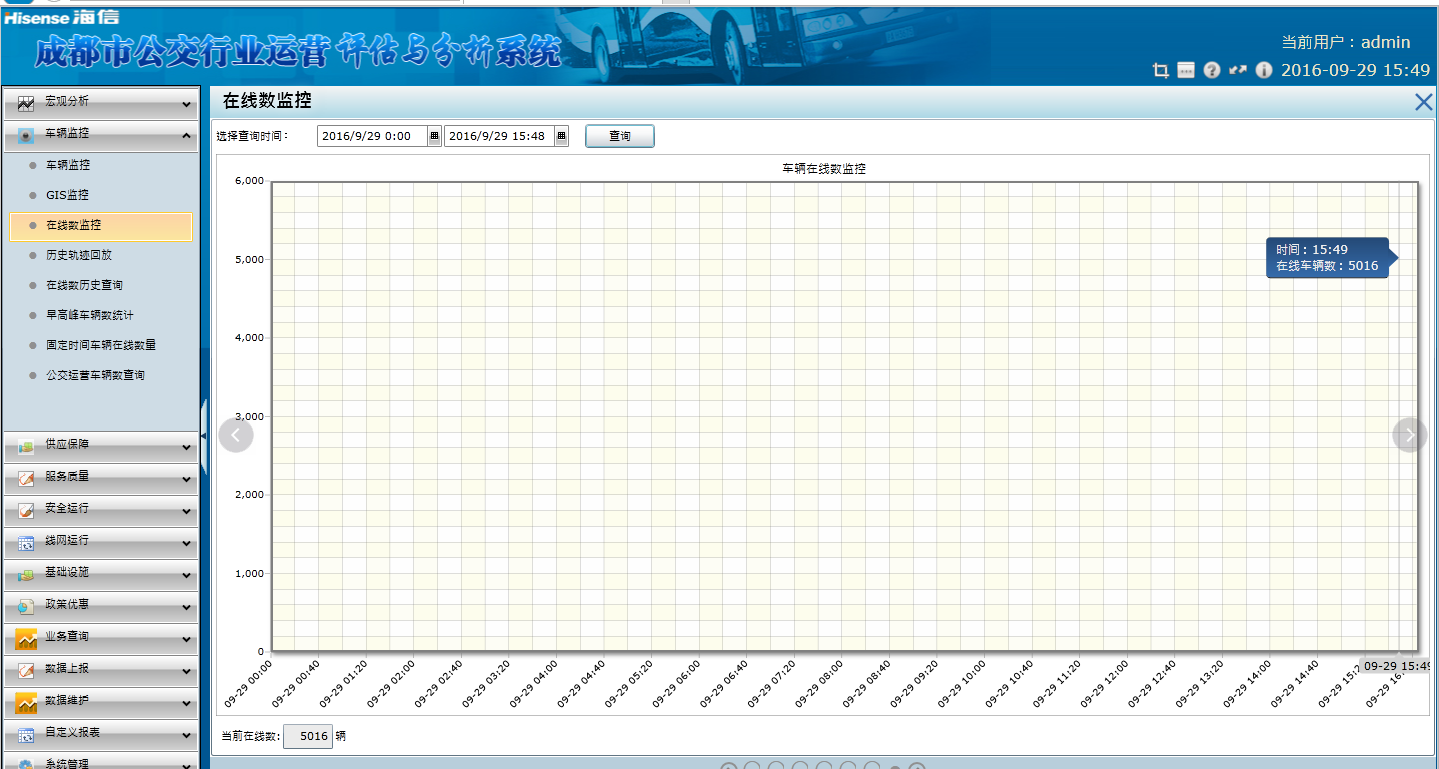 Hisense 海信
成都市公交行业运营评估与分析系统
当前用户：admin
2016-09-29 15:49
宏观分析
车辆监控
车辆监控
GIS监控
在线数监控
历史轨迹回放
在线数历史查询
早高峰车辆数统计
固定时间车辆在线数量
公交运营车辆数查询
供应保障
服务质量
安全运行
线网运行
基础设施
政策优惠
业务查询
数据上报
数据维护
自定义报表
系统管理
在线数监控
选择查询时间： 2016/9/29 0:00 2016/9/29 15:48 查询
车辆在线数监控
6,000
5,000
4,000
3,000
2,000
1,000
0
时间：15:49
在线车辆数：5016
09-29 00:00
09-29 00:40
09-29 01:20
09-29 02:00
09-29 02:40
09-29 03:20
09-29 04:00
09-29 04:40
09-29 05:20
09-29 06:00
09-29 06:40
09-29 07:20
09-29 08:00
09-29 08:40
09-29 09:20
09-29 10:00
09-29 10:40
09-29 11:20
09-29 12:00
09-29 12:40
09-29 13:20
09-29 14:00
09-29 14:40
09-29 15:2
09-29 16:
09-29 15:49
当前在线数: 5016 辆